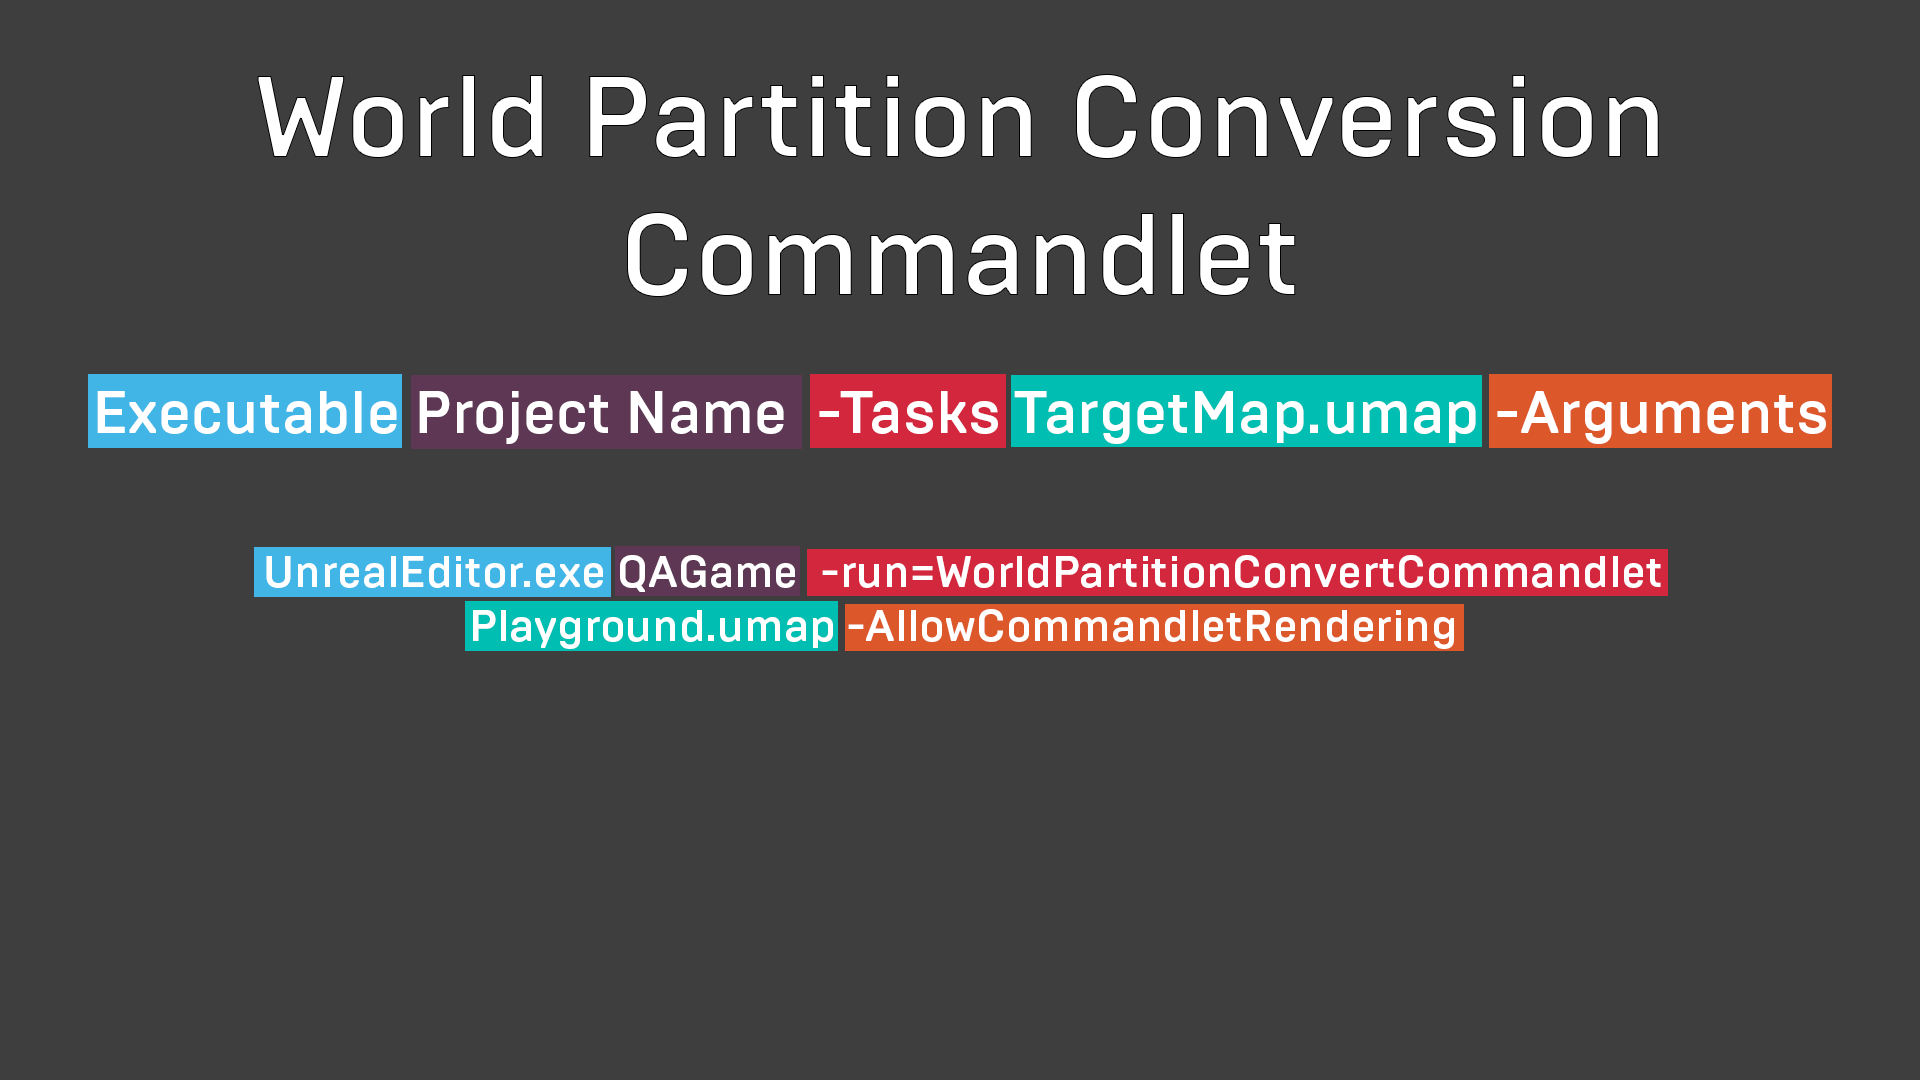 World Partition Conversion
Commandlet
Executable Project Name -Tasks TargetMap.umap -Arguments
UnrealEditor.exe QAGame -run=WorldPartitionConvertCommandlet
Playground.umap -AllowCommandletRendering